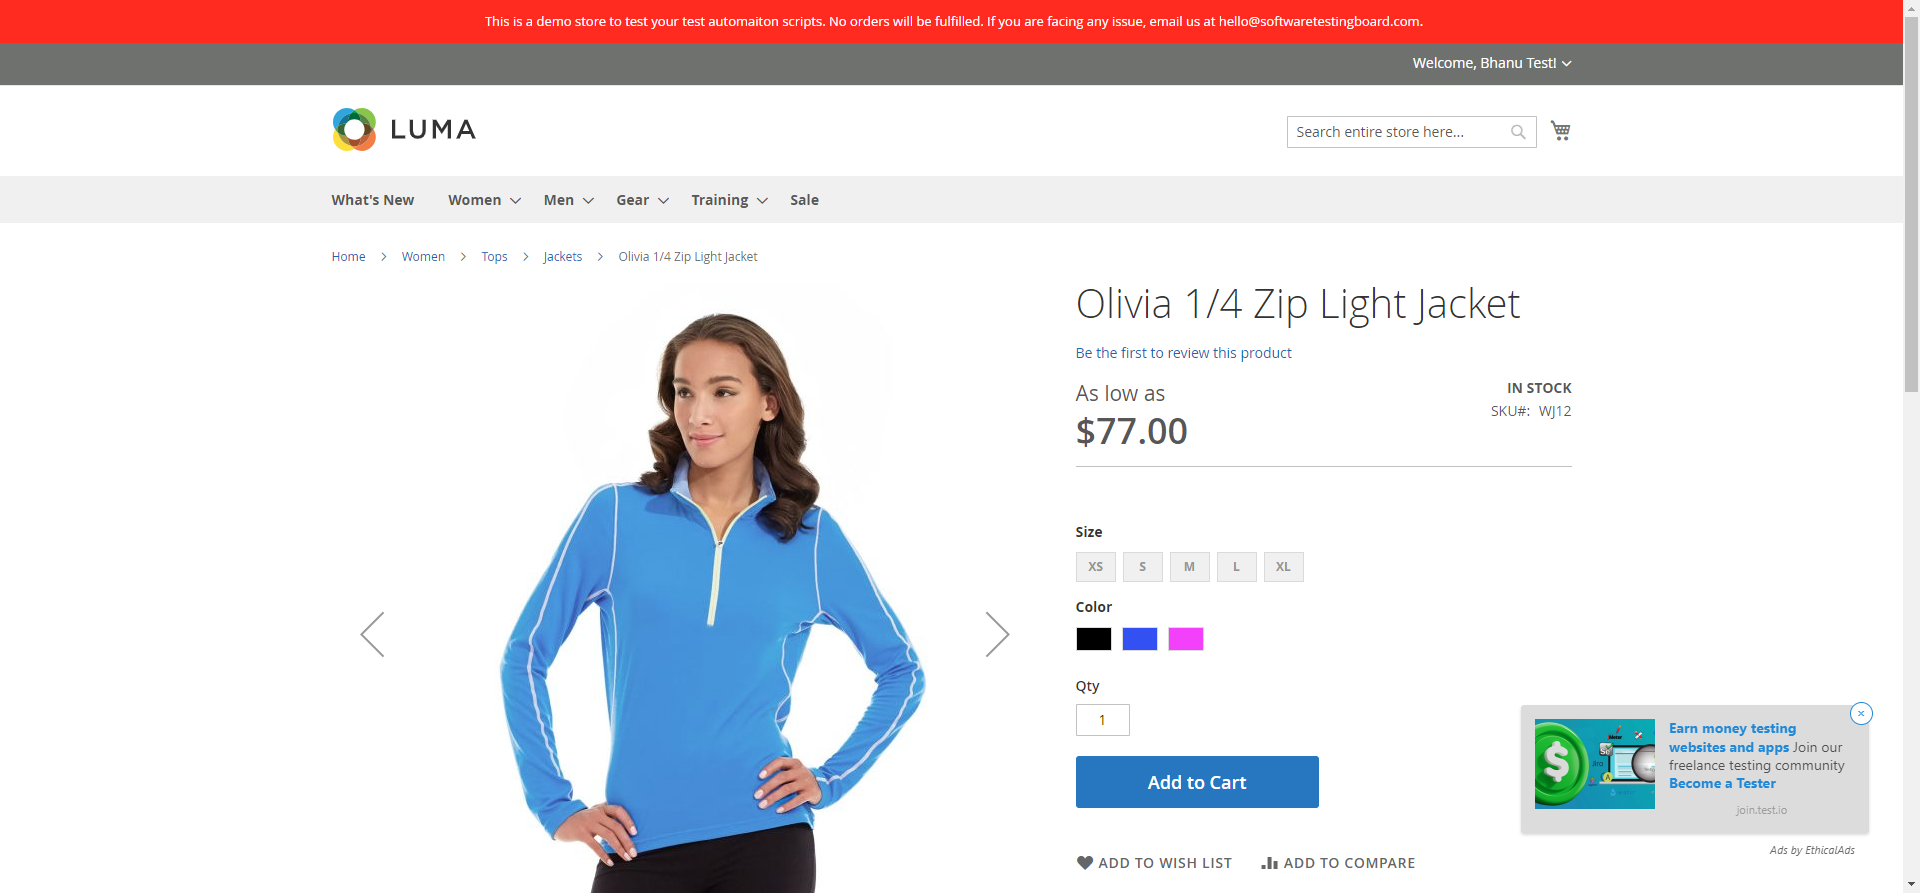 This is a demo store to test your test automaiton scripts. No orders will be fulfilled. If you are facing any issue, email us at hello@softwaretestingboard.com.
Welcome, Bhanu Test!
LUMA
Search entire store here...
What's New Women Men Gear Training Sale
Home Women Tops Jackets Olivia 1/4 Zip Light Jacket
Olivia 1/4 Zip Light Jacket
Be the first to review this product
As low as
$77.00
IN STOCK
SKU#: WJ12
Size
XS S M L XL
Color
Qty
1
Add to Cart
ADD TO WISH LIST ADD TO COMPARE
Earn money testing
websites and apps Join our
freelance testing community
Become a Tester
join.test.io
Ads by EthicalAds